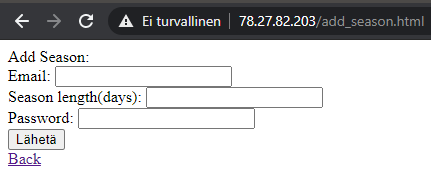 Ei turvallinen | 78.27.82.203/add_season.html
Add Season:
Email:
Season length(days):
Password:
Lähetä
Back